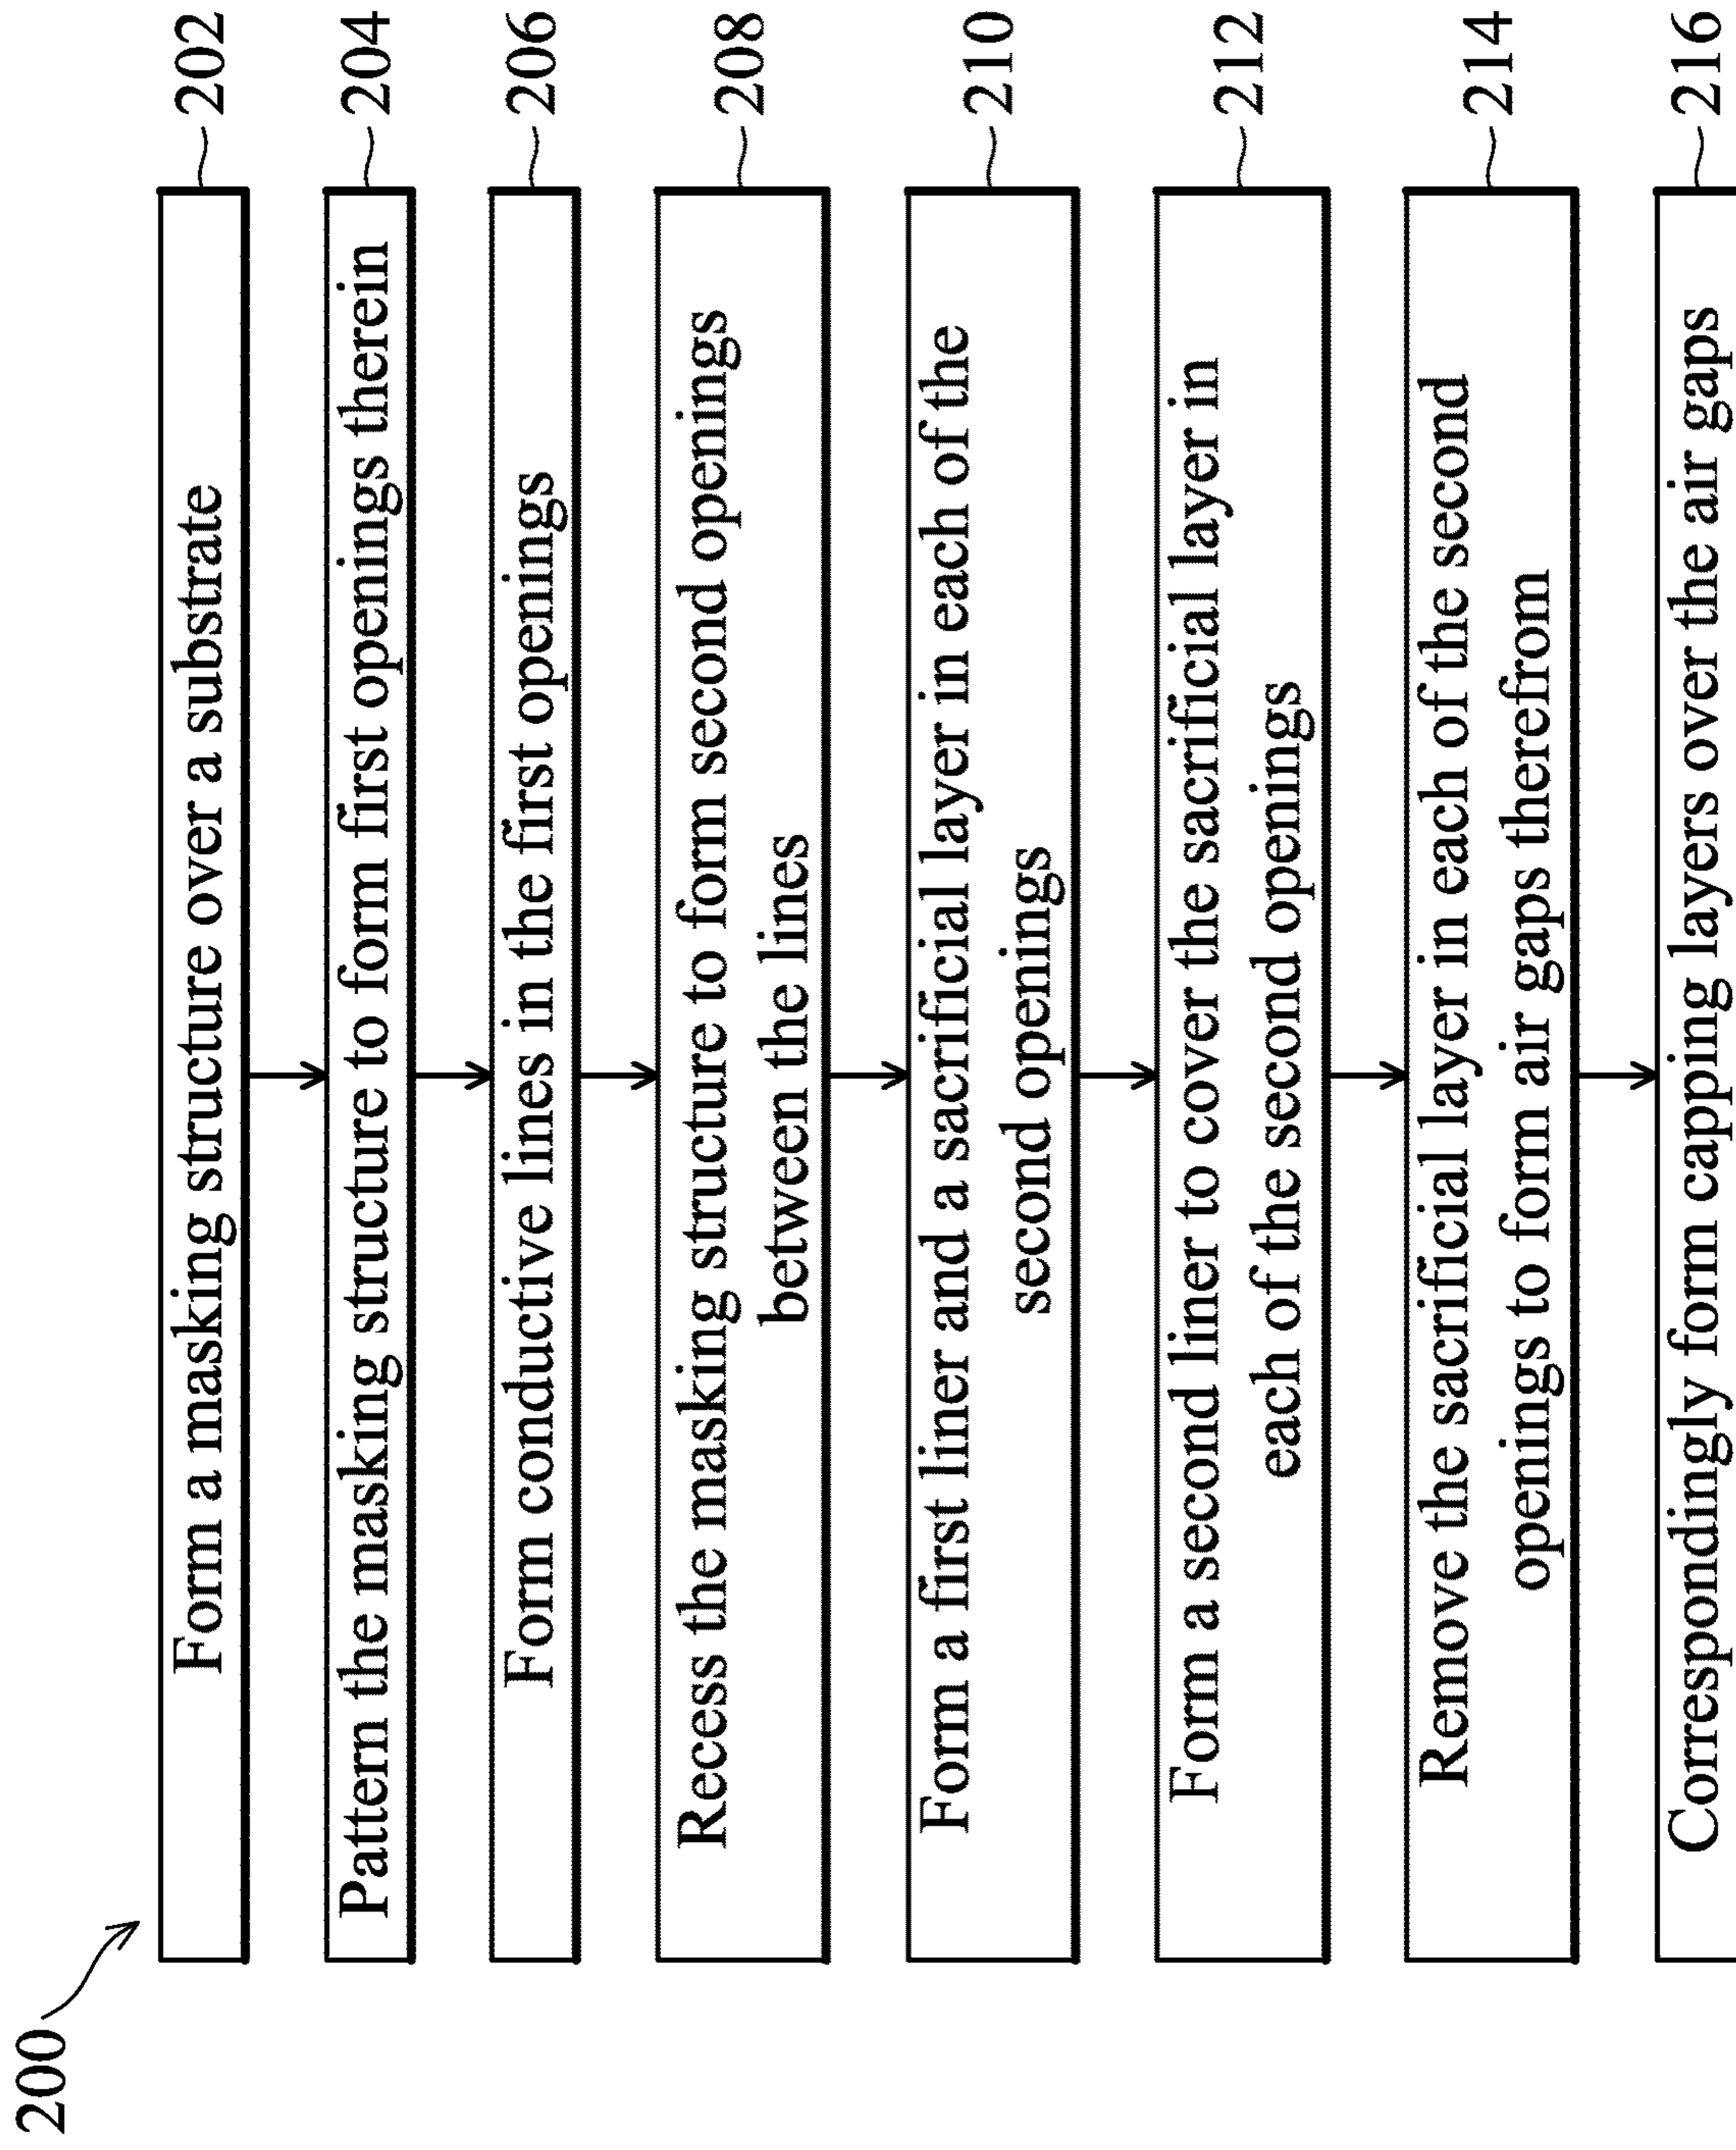 200
Form a masking structure over a substrate
202
Pattern the masking structure to form first openings therein
204
Form conductive lines in the first openings
206
Recess the masking structure to form second openings
between the lines
208
Form a first liner and a sacrificial layer in each of the
second openings
210
Form a second liner to cover the sacrificial layer in
each of the second openings
212
Remove the sacrificial layer in each of the second
openings to form air gaps therefrom
214
Correspondingly form capping layers over the air gaps
216